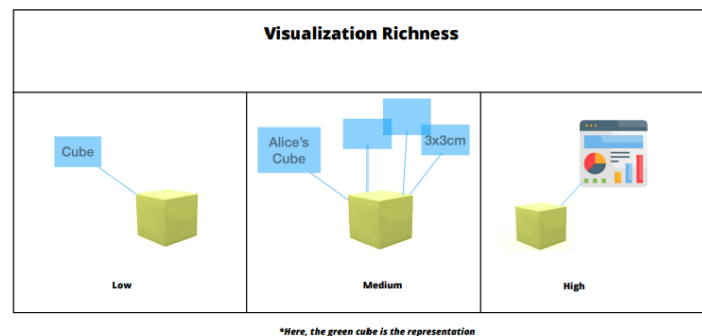 Visualization Richness
Cube
Alice's
Cube
3x3cm
Low
Medium
High
*Here, the green cube is the representation